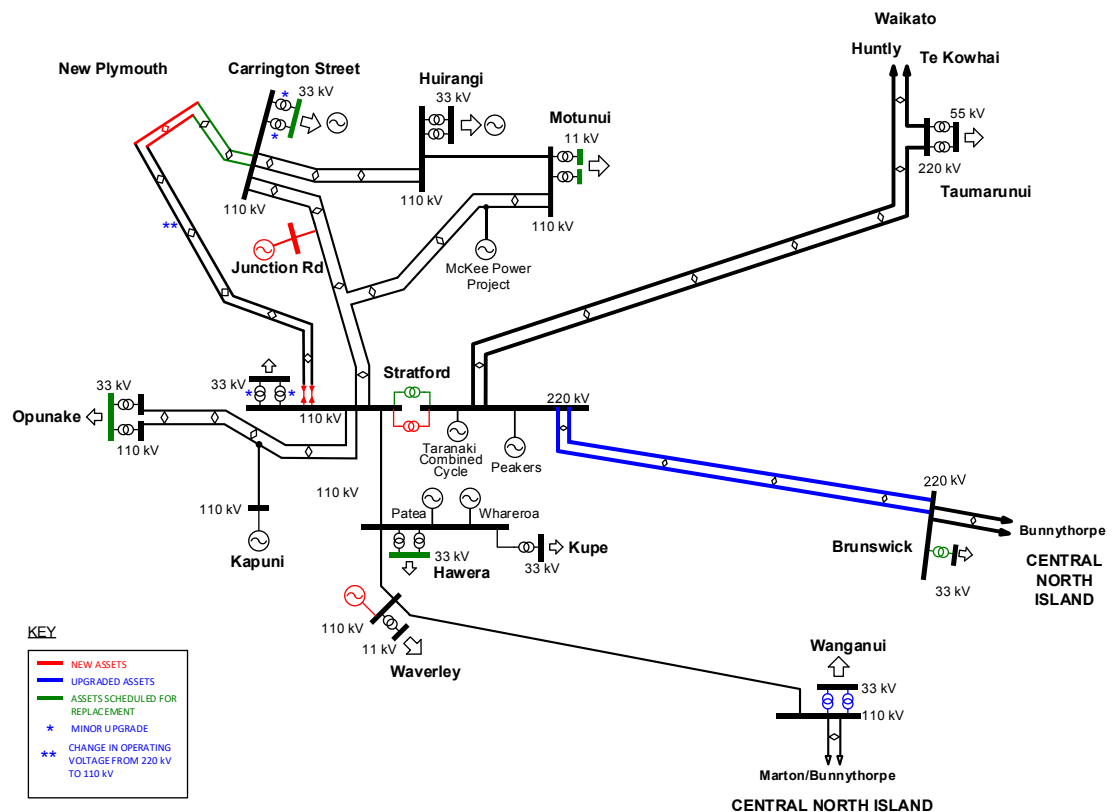 Waikato
Huntly
Te Kowhai
New Plymouth
Carrington Street
Huirangi
*
33 kV
33 kV
Motunui
11 kV
55 kV
*
220 kV
Taumarunui
110 kV
110 kV
110 kV
**
Junction Rd
McKee Power
Project
Stratford
33 kV
33 kV
*
*
110 kV
220 kV
Opunake
110 kV
Taranaki
Combined
Cycle
Peakers
110 kV
220 kV
110 kV
Patea
Whareroa
Bunnythorpe
Kapuni
33 kV
Hawera
Kupe
33 kV
Brunswick
33 kV
CENTRAL
NORTH
ISLAND
110 kV
11 kV
Waverley
Wanganui
33 kV
110 kV
Marton/Bunnythorpe
CENTRAL NORTH ISLAND
KEY
NEW ASSETS
UPGRADED ASSETS
ASSETS SCHEDULED FOR
REPLACEMENT
* MINOR UPGRADE
** CHANGE IN OPERATING
VOLTAGE FROM 220 kV
TO 110 kV